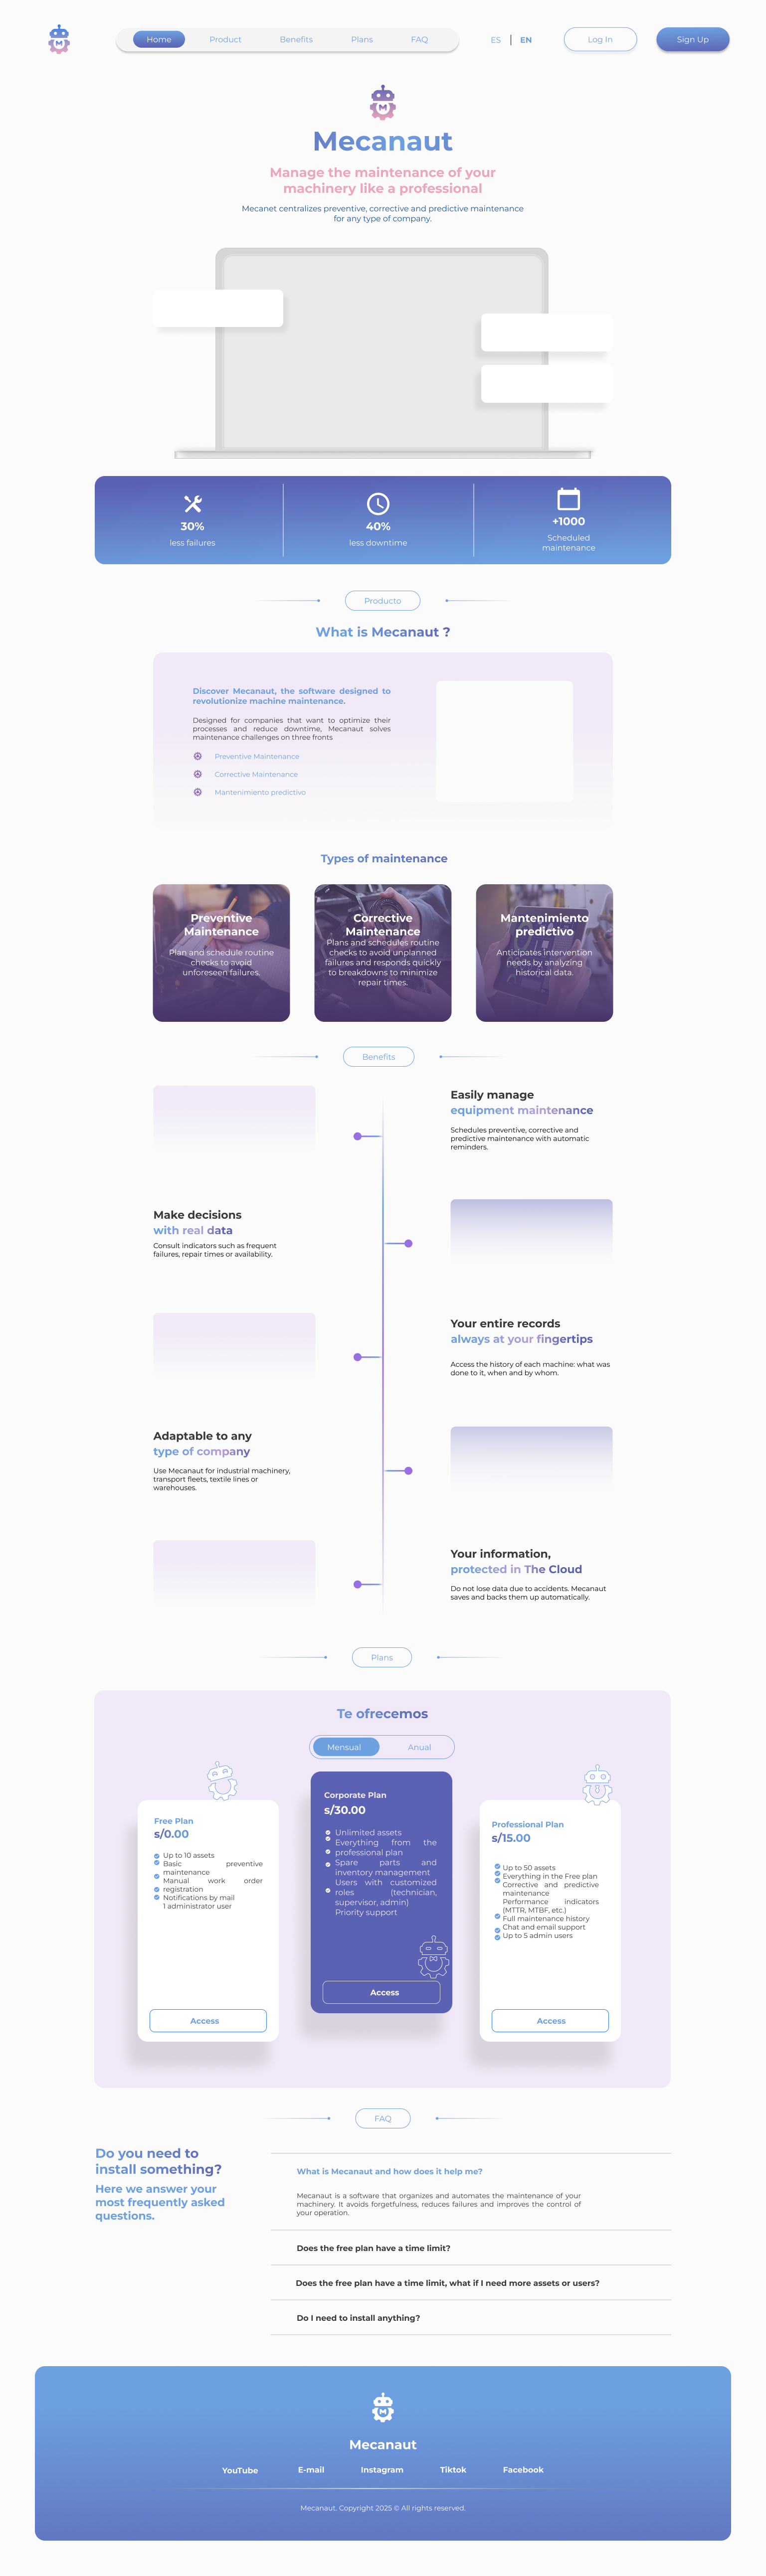 Home
Product
Benefits
Plans
FAQ
ES
EN
Log In
Sign Up
Mecanaut
Manage the maintenance of your
machinery like a professional
Mecanet centralizes preventive, corrective and predictive maintenance
for any type of company.
30%
less failures
40%
less downtime
+1000
Scheduled
maintenance
Producto
What is Mecanaut ?
Discover Mecanaut, the software designed to
revolutionize machine maintenance.
Designed for companies that want to optimize their
processes and reduce downtime, Mecanaut solves
maintenance challenges on three fronts
Preventive Maintenance
Corrective Maintenance
Mantenimiento predictivo
Types of maintenance
Preventive
Maintenance
Plan and schedule routine
checks to avoid
unforeseen failures.
Corrective
Maintenance
Plans and schedules routine
checks to avoid unplanned
failures and responds quickly
to breakdowns to minimize
repair times.
Mantenimiento
predictivo
Anticipates intervention
needs by analyzing
historical data.
Benefits
Easily manage
equipment maintenance
Schedules preventive, corrective and
predictive maintenance with automatic
reminders.
Make decisions
with real data
Consult indicators such as frequent
failures, repair times or availability.
Your entire records
always at your fingertips
Access the history of each machine: what was
done to it, when and by whom.
Adaptable to any
type of company
Use Mecanaut for industrial machinery,
transport fleets, textile lines or
warehouses.
Your information,
protected in The Cloud
Do not lose data due to accidents. Mecanaut
saves and backs them up automatically.
Plans
Te ofrecemos
Mensual
Anual
Free Plan
s/0.00
Up to 10 assets
Basic preventive
maintenance
Manual work order
registration
Notifications by mail
1 administrator user
Access
Corporate Plan
s/30.00
Unlimited assets
Everything from the
professional plan
Spare parts and
inventory management
Users with customized
roles (technician,
supervisor, admin)
Priority support
Access
Professional Plan
s/15.00
Up to 50 assets
Everything in the Free plan
Corrective and predictive
maintenance
Performance indicators
(MTTR, MTBF, etc.)
Full maintenance history
Chat and email support
Up to 5 admin users
Access
FAQ
Do you need to
install something?
Here we answer your
most frequently asked
questions.
What is Mecanaut and how does it help me?
Mecanaut is a software that organizes and automates the maintenance of your
machinery. It avoids forgetfulness, reduces failures and improves the control of
your operation.
Does the free plan have a time limit?
Does the free plan have a time limit, what if I need more assets or users?
Do I need to install anything?
Mecanaut
YouTube
E-mail
Instagram
Tiktok
Facebook
Mecanaut. Copyright 2025 © All rights reserved.